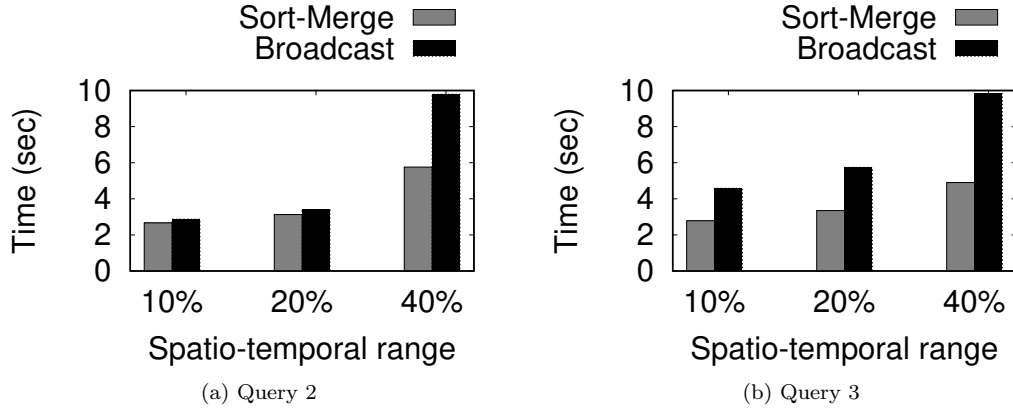 Sort-Merge
Broadcast
10
8
6
4
2
0
Time (sec)
10% 20% 40%
Spatio-temporal range
(a) Query 2
Sort-Merge
Broadcast
10
8
6
4
2
0
Time (sec)
10% 20% 40%
Spatio-temporal range
(b) Query 3